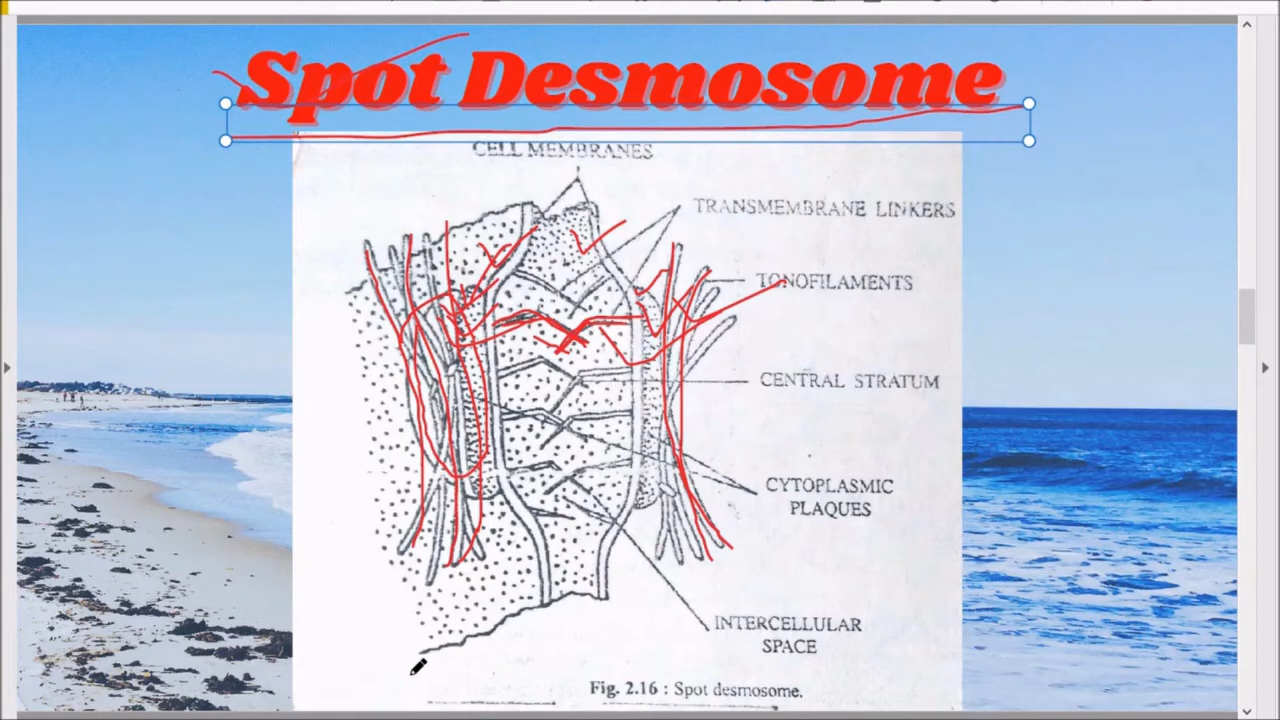 Spot Desmosome
CELL MEMBRANES
TRANSMEMBRANE LINKERS
TONOFILAMENTS
CENTRAL STRATUM
CYTOPLASMIC
PLAQUES
INTERCELLULAR
SPACE
Fig. 2.16 : Spot desmosome.